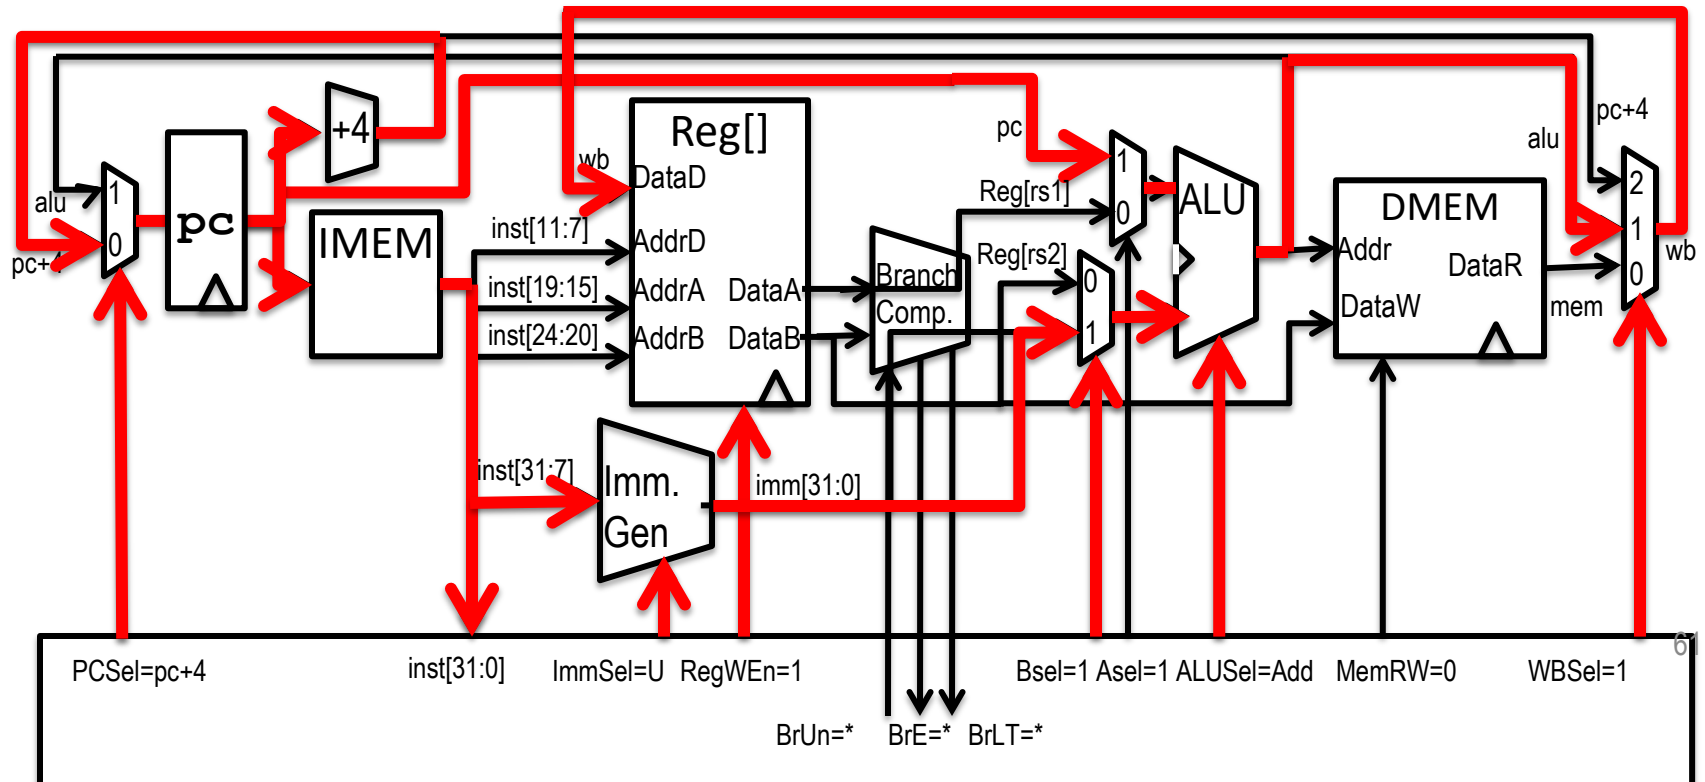 pc+4
+4
Reg[]
pc
alu
wb
DataD
1
2
alu
1
Reg[rs1]
ALU
DMEM
pc
IMEM
inst[11:7]
AddrD
0
1
0
pc+4
Reg[rs2]
Addr
DataR
wb
Branch
0
0
inst[19:15]
AddrA
DataA
mem
Comp.
DataW
inst[24:20]
AddrB
DataB
1
inst[31:7]
Imm.
Gen
imm[31:0]
61
PCSel=pc+4
inst[31:0]
ImmSel=U
RegWEn=1
Bsel=1
Asel=1
ALUSel=Add
MemRW=0
WBSel=1
BrUn=*
BrE=*
BrLT=*